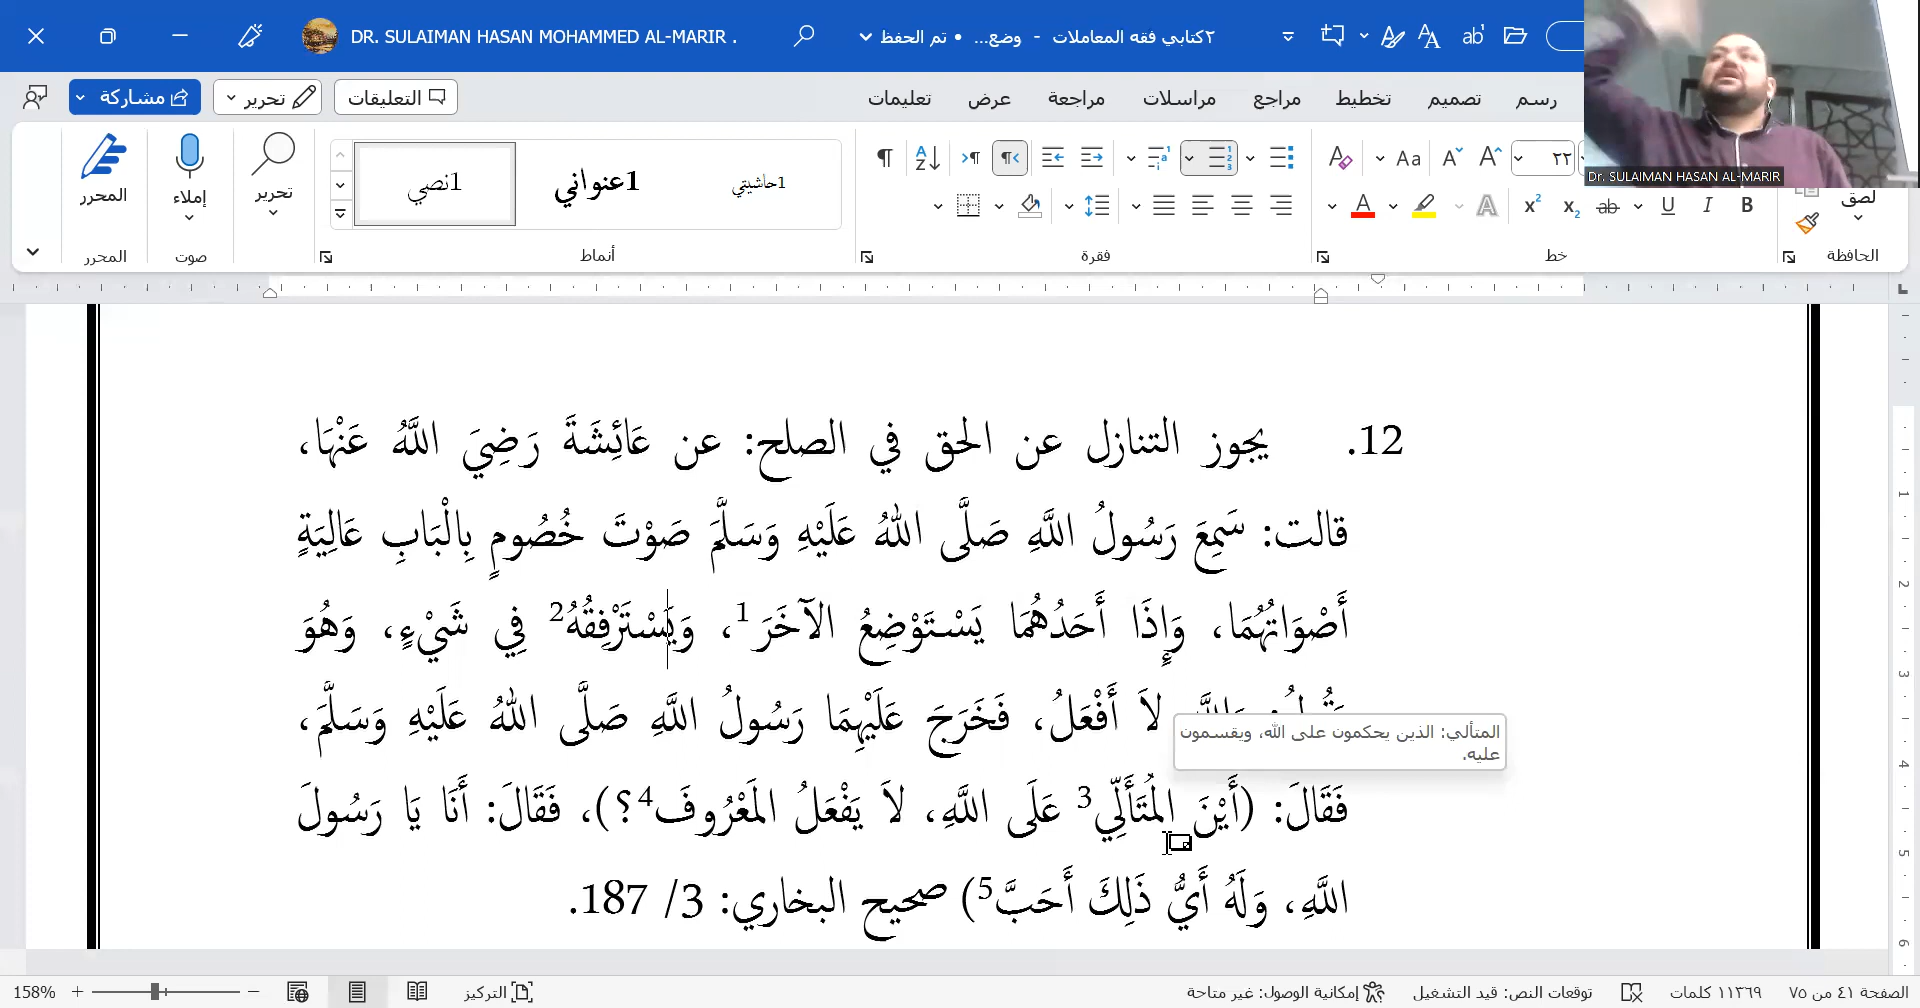 DR. SULAIMAN HASAN MOHAMMED AL-MARIR .
٢كتابي فقه المعاملات - وضع... • تم الحفظ
رسم تصميم تخطيط مراجع مراسلات مراجعة عرض تعليمات
التعليقات تحرير مشاركة
لصق
الحافظة
٢٢
خط
فقرة
1حاشيتي 1عنواني 1نصي
أنماط
تحرير
إملاء
صوت
المحرر
المحرر
Dr. SULAIMAN HASAN AL-MARIR
12. يجوز التنازل عن الحق في الصلح: عن عَائِشَةَ رَضِيَ اللَّهُ عَنْهَا،
قالت: سَمِعَ رَسُولُ اللَّهِ صَلَّى اللهُ عَلَيْهِ وَسَلَّمَ صَوْتَ خُصُومٍ بِالْبَابِ عَالِيَةٍ
أَصْوَاتُهُمَا، وَإِذَا أَحَدُهُمَا يَسْتَوْضِعُ الآخَرَ1، وَيَسْتَرْفِقُهُ2 فِي شَيْءٍ، وَهُوَ
لاَ أَفْعَلُ، فَخَرَجَ عَلَيْهِمَا رَسُولُ اللَّهِ صَلَّى اللهُ عَلَيْهِ وَسَلَّمَ،
المتألي: الذين يحكمون على الله، ويقسمون
عليه.
فَقَالَ: (أَيْنَ المُتَأَلِّي3 عَلَى اللَّهِ، لاَ يَفْعَلُ المَعْرُوفَ4؟)، فَقَالَ: أَنَا يَا رَسُولَ
اللَّهِ، وَلَهُ أَيُّ ذَلِكَ أَحَبَّ5) صحيح البخاري: 3/ 187.
الصفحة ٤١ من ٧٥ ١١٣٦٩ كلمات توقعات النص: قيد التشغيل إمكانية الوصول: غير متاحة التركيز 158%